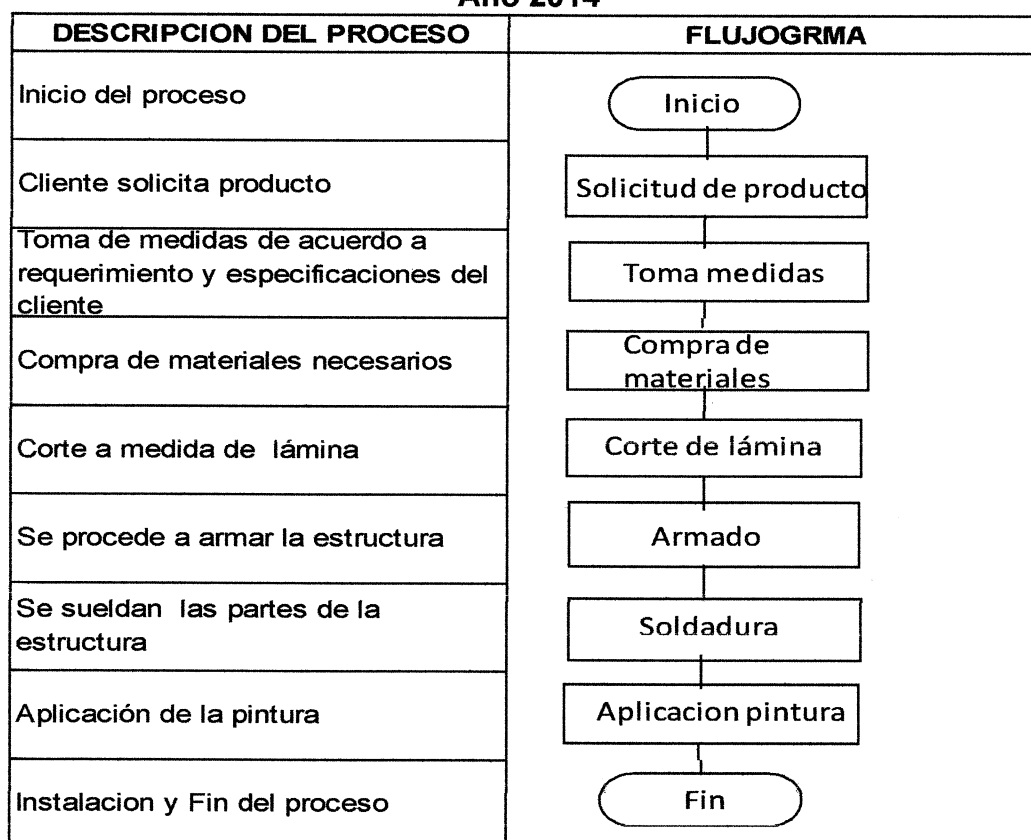 Año 2014
DESCRIPCION DEL PROCESO
FLUJOGRMA
Inicio del proceso
Inicio
Cliente solicita producto
Solicitud de producto
Toma de medidas de acuerdo a
requerimiento y especificaciones del
cliente
Toma medidas
Compra de materiales necesarios
Compra de
materiales
Corte a medida de lámina
Corte de lámina
Se procede a armar la estructura
Armado
Se sueldan las partes de la
estructura
Soldadura
Aplicación de la pintura
Aplicacion pintura
Instalacion y Fin del proceso
Fin